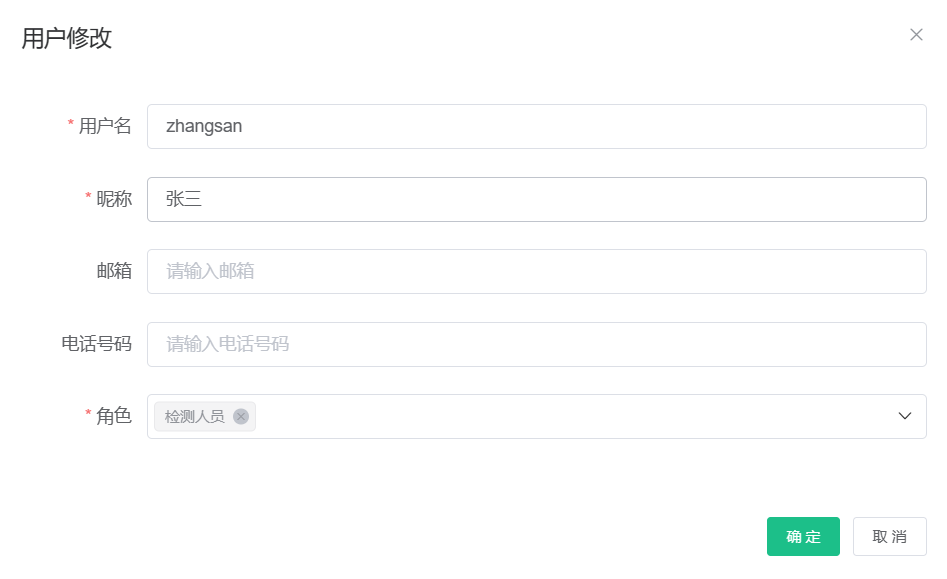 用户修改
* 用户名 zhangsan
* 昵称 张三
邮箱 请输入邮箱
电话号码 请输入电话号码
* 角色 检测人员
确定 取消